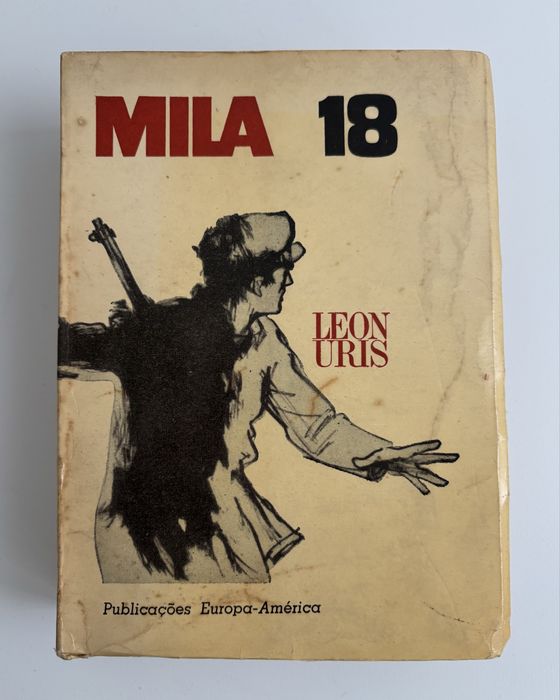 MILA 18
LEON
URIS
Publicações Europa-América